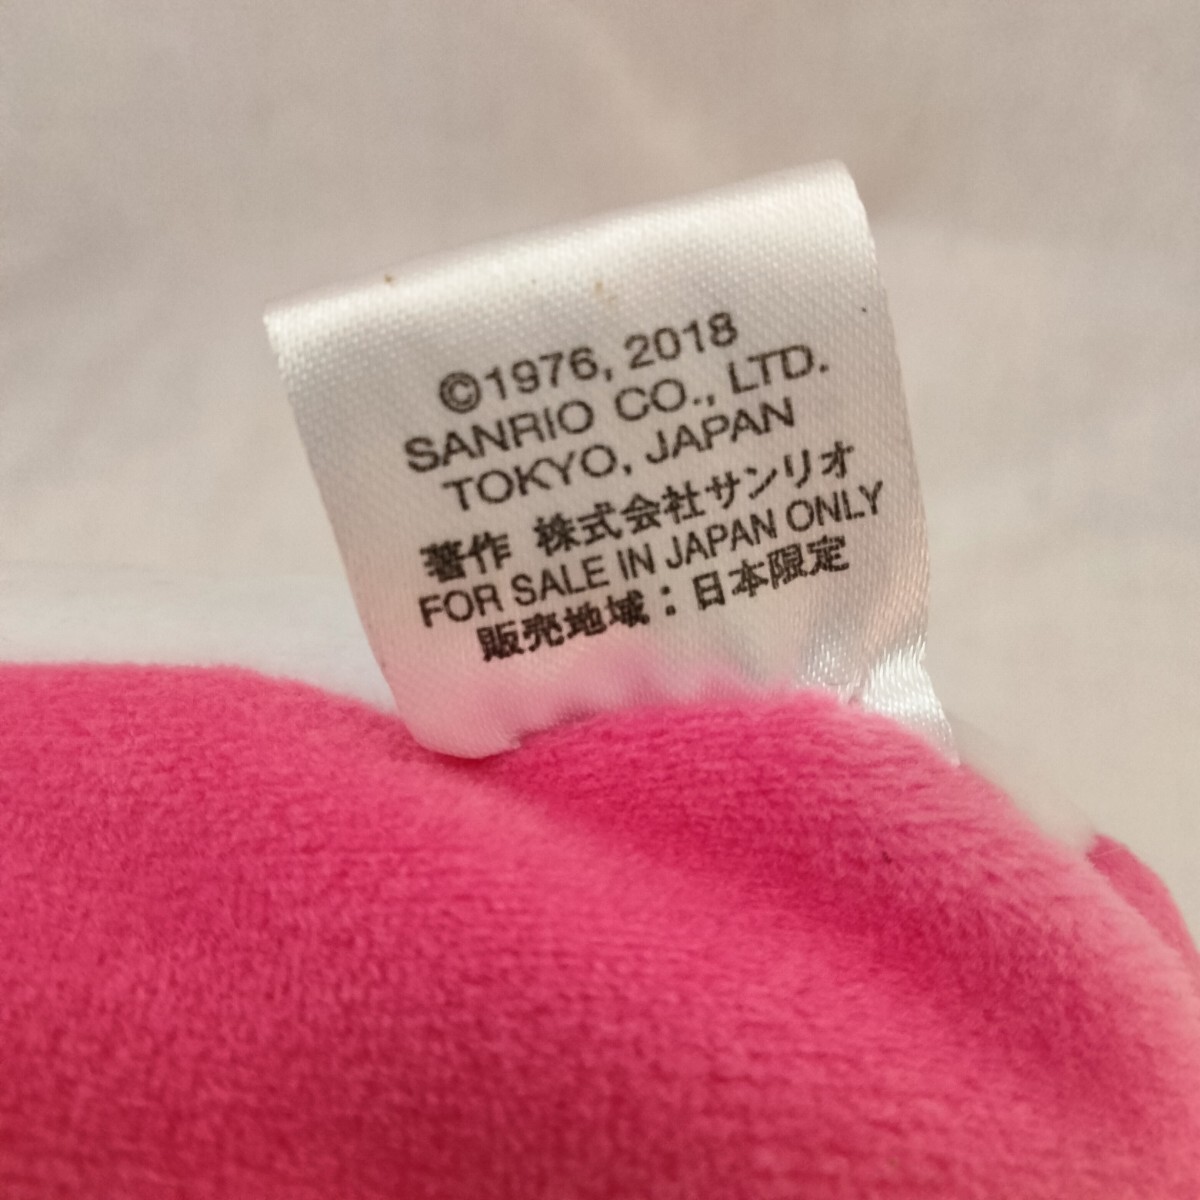 ©1976, 2018
SANRIO CO., LTD.
TOKYO, JAPAN
著作 株式会社サンリオ
FOR SALE IN JAPAN ONLY
販売地域：日本限定